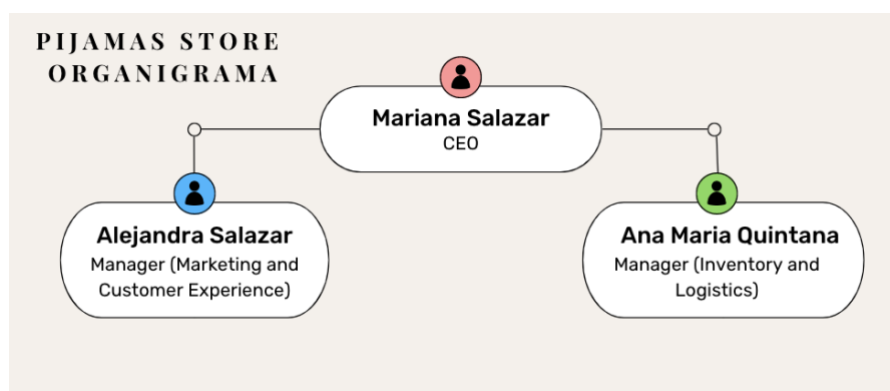 PIJAMAS STORE
ORGANIGRAMA
Mariana Salazar
CEO
Alejandra Salazar
Manager (Marketing and
Customer Experience)
Ana Maria Quintana
Manager (Inventory and
Logistics)